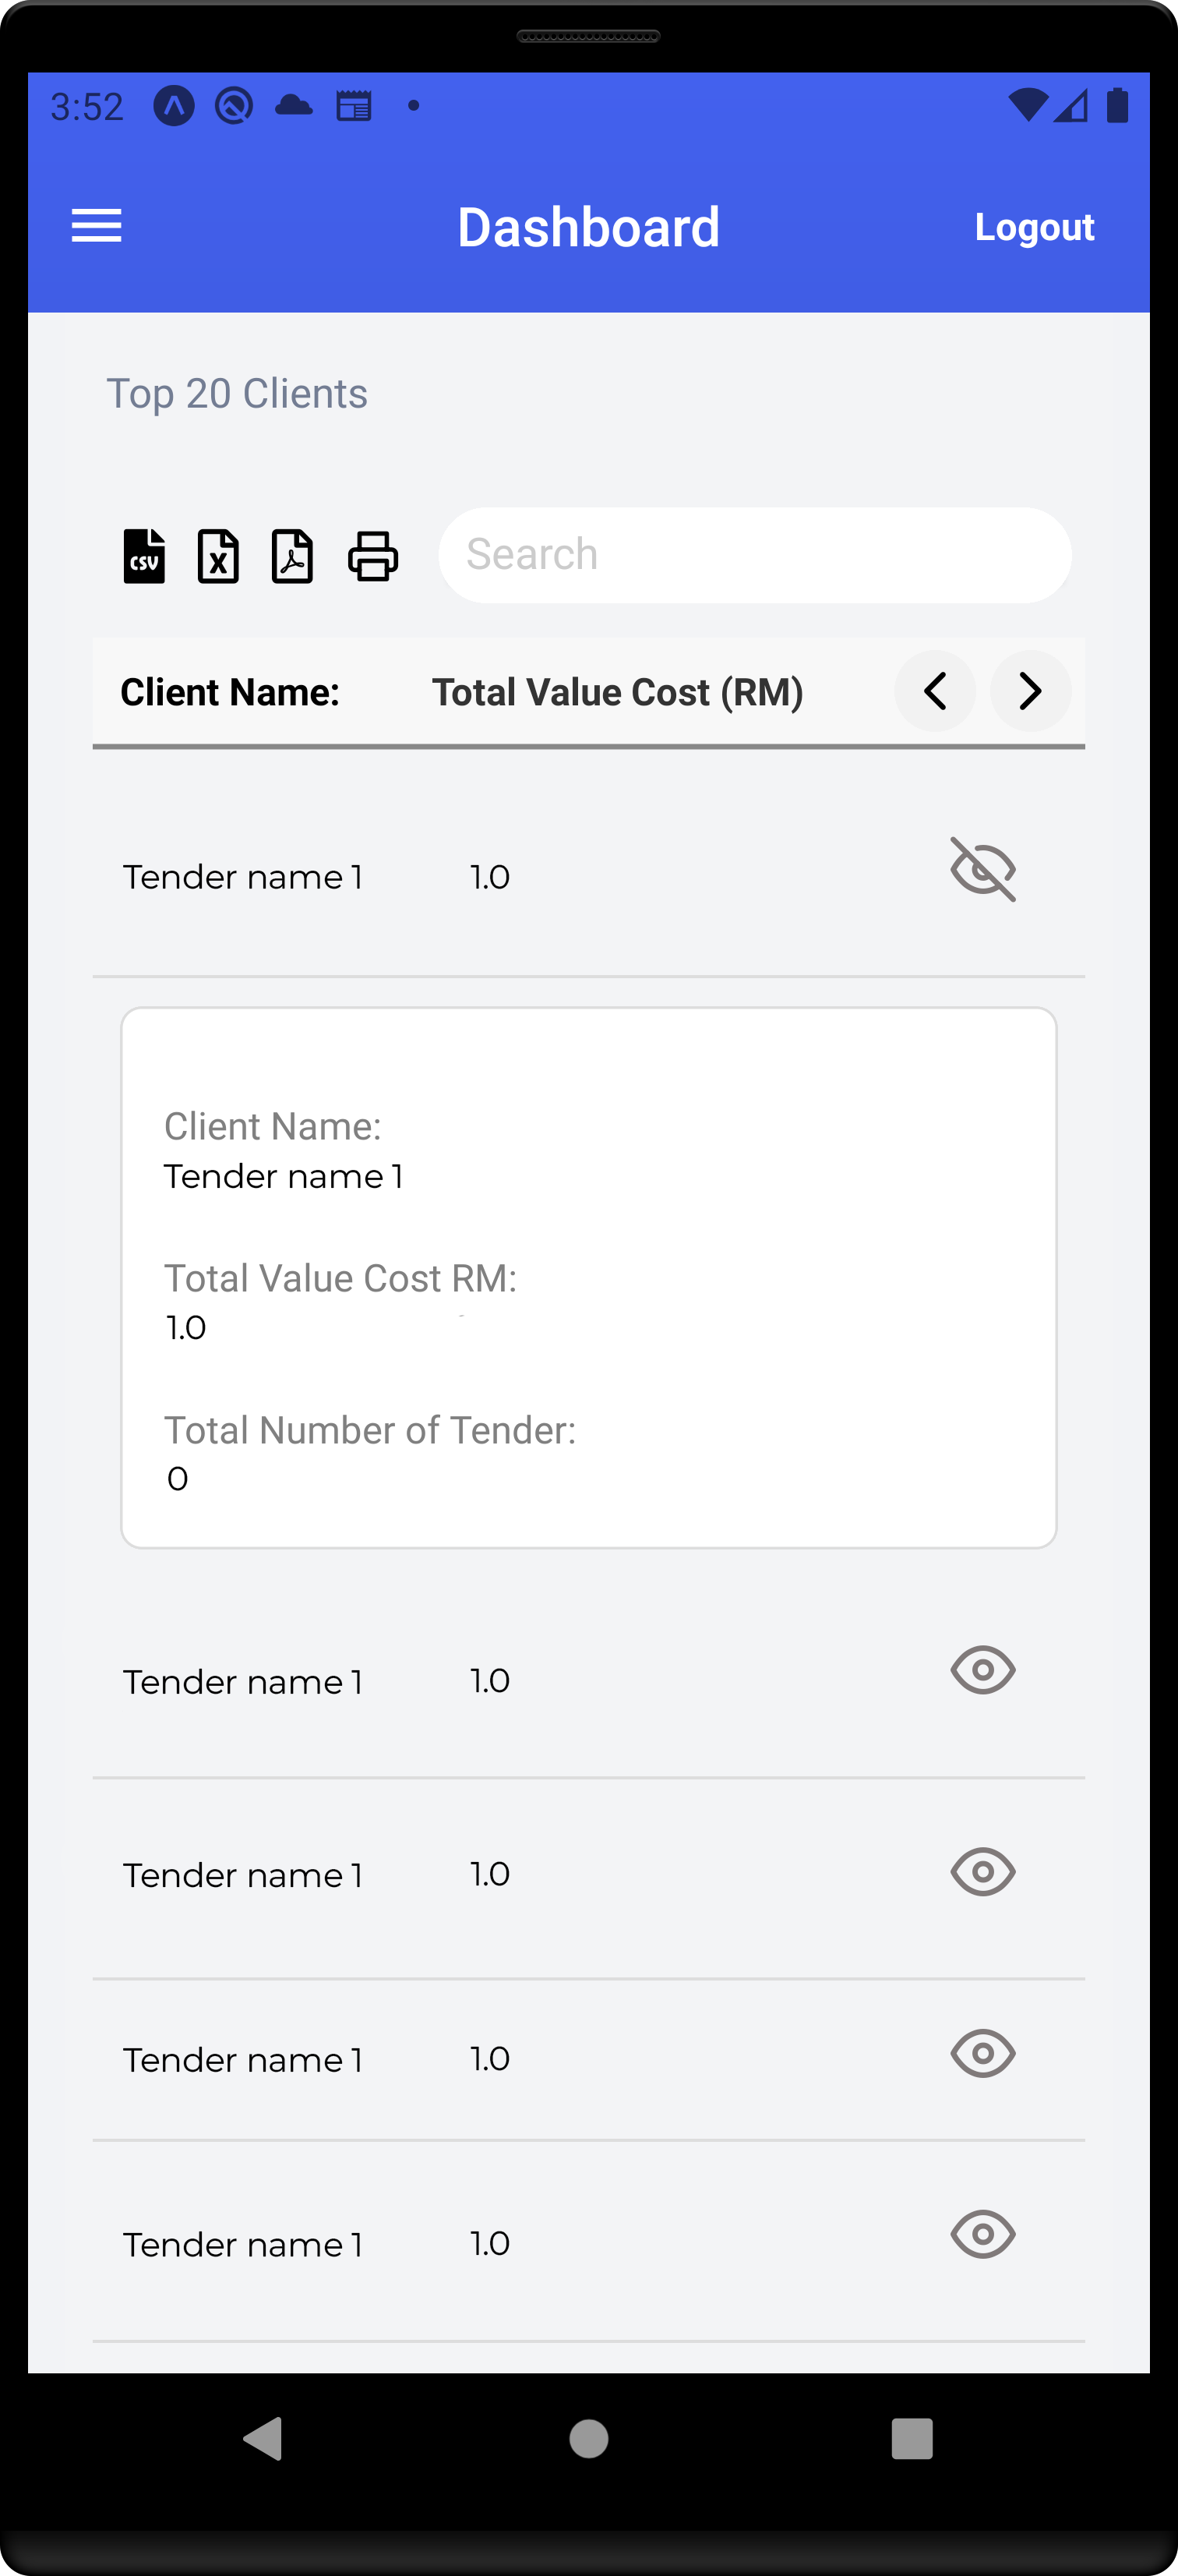 3:52
Dashboard
Logout
Top 20 Clients
CSV
X
Search
Client Name:
Total Value Cost (RM)
Tender name 1
1.0
Client Name:
Tender name 1
Total Value Cost RM:
1.0
Total Number of Tender:
0
Tender name 1
1.0
Tender name 1
1.0
Tender name 1
1.0
Tender name 1
1.0